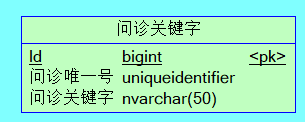 问诊关键字
Id bigint <pk>
问诊唯一号 uniqueidentifier
问诊关键字 nvarchar(50)